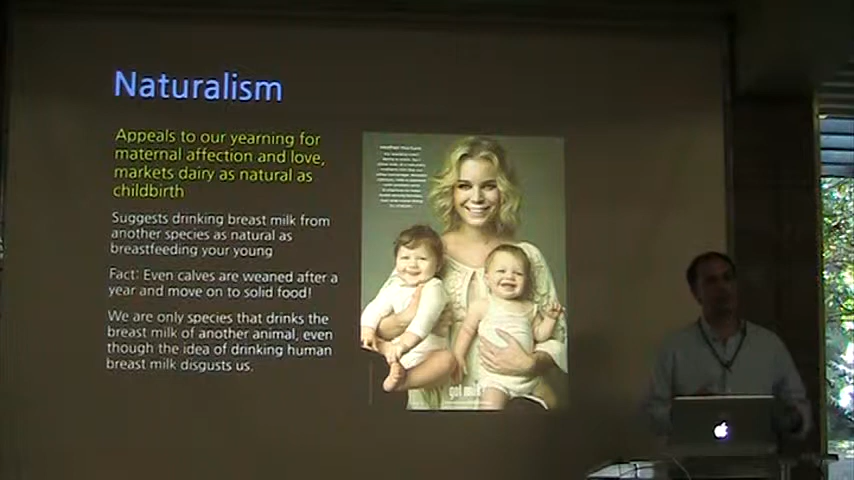 Naturalism
Appeals to our yearning for
maternal affection and love,
markets dairy as natural as
childbirth
Suggests drinking breast milk from
another species as natural as
breastfeeding your young
Fact: Even calves are weaned after a
year and move on to solid food!
We are only species that drinks the
breast milk of another animal, even
though the idea of drinking human
breast milk disgusts us.
got milk